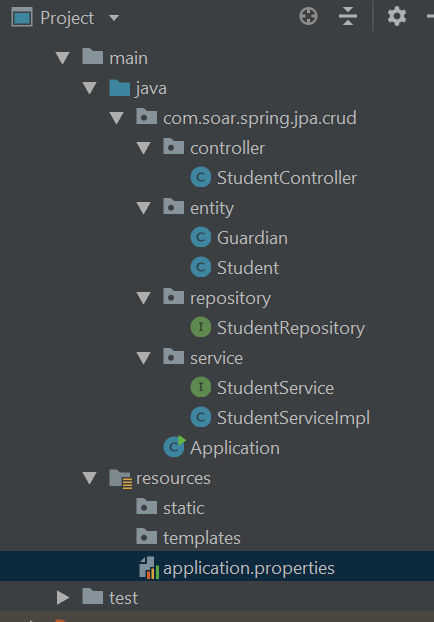 Project
main
java
com.soar.spring.jpa.crud
controller
C StudentController
entity
C Guardian
C Student
repository
I StudentRepository
service
I StudentService
C StudentServiceImpl
C Application
resources
static
templates
application.properties
test